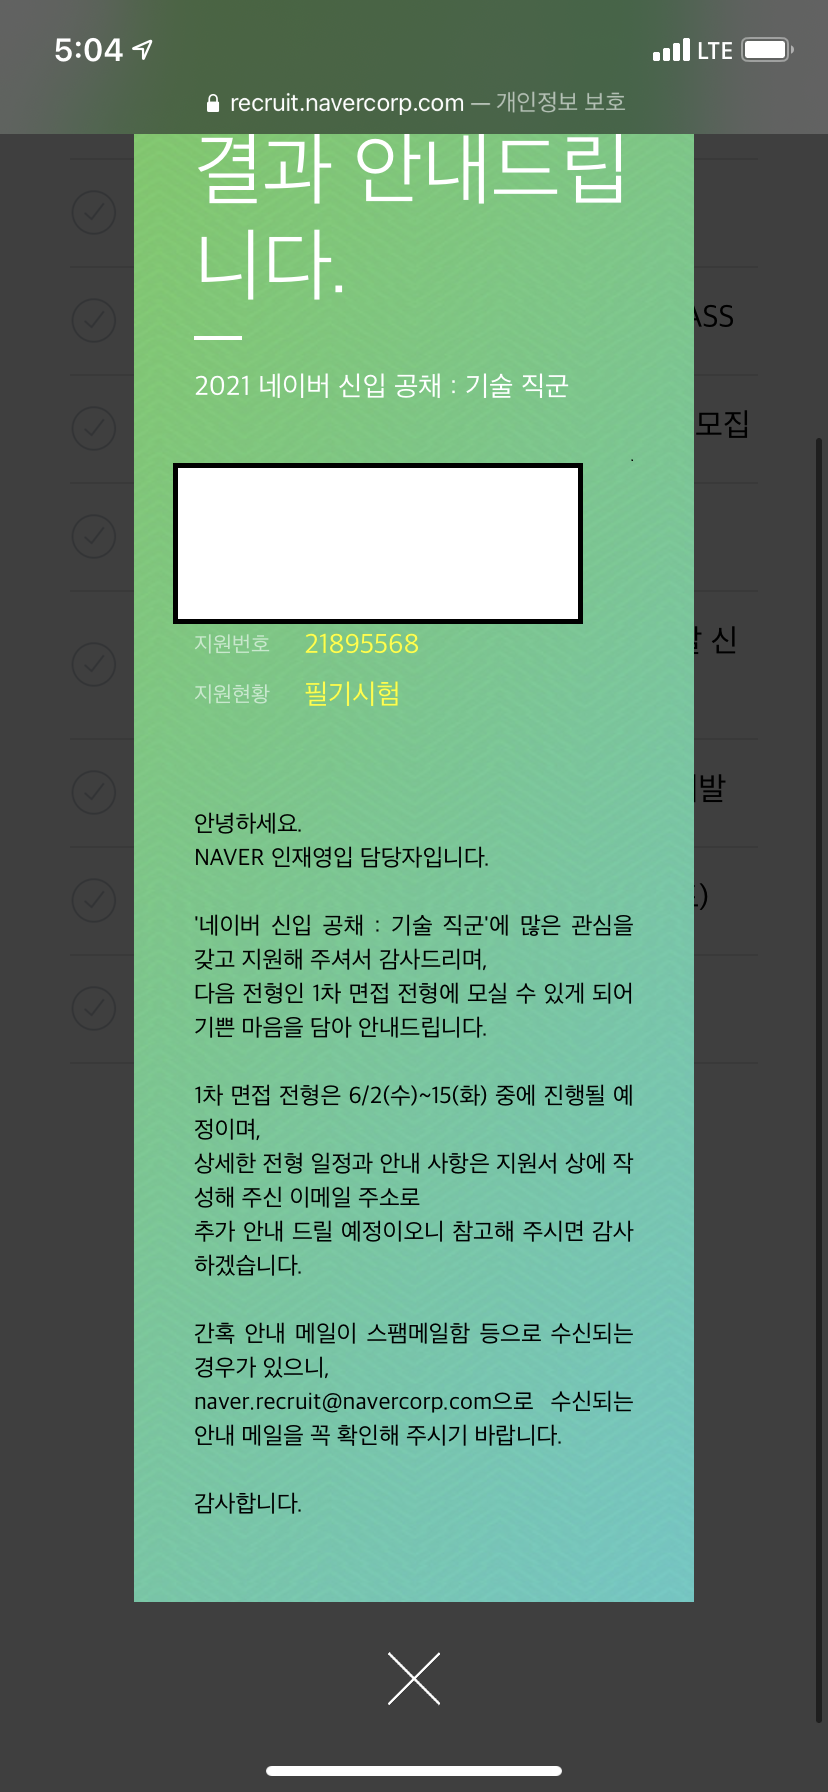 5:04
LTE
recruit.navercorp.com — 개인정보 보호
결과 안내드립
니다.
2021 네이버 신입 공채 : 기술 직군
ASS
모집
신
지원번호 21895568
지원현황 필기시험
발
안녕하세요.
NAVER 인재영입 담당자입니다.
'네이버 신입 공채 : 기술 직군'에 많은 관심을
갖고 지원해 주셔서 감사드리며,
다음 전형인 1차 면접 전형에 모실 수 있게 되어
기쁜 마음을 담아 안내드립니다.
1차 면접 전형은 6/2(수)~15(화) 중에 진행될 예
정이며,
상세한 전형 일정과 안내 사항은 지원서 상에 작
성해 주신 이메일 주소로
추가 안내 드릴 예정이오니 참고해 주시면 감사
하겠습니다.
간혹 안내 메일이 스팸메일함 등으로 수신되는
경우가 있으니,
naver.recruit@navercorp.com으로 수신되는
안내 메일을 꼭 확인해 주시기 바랍니다.
감사합니다.